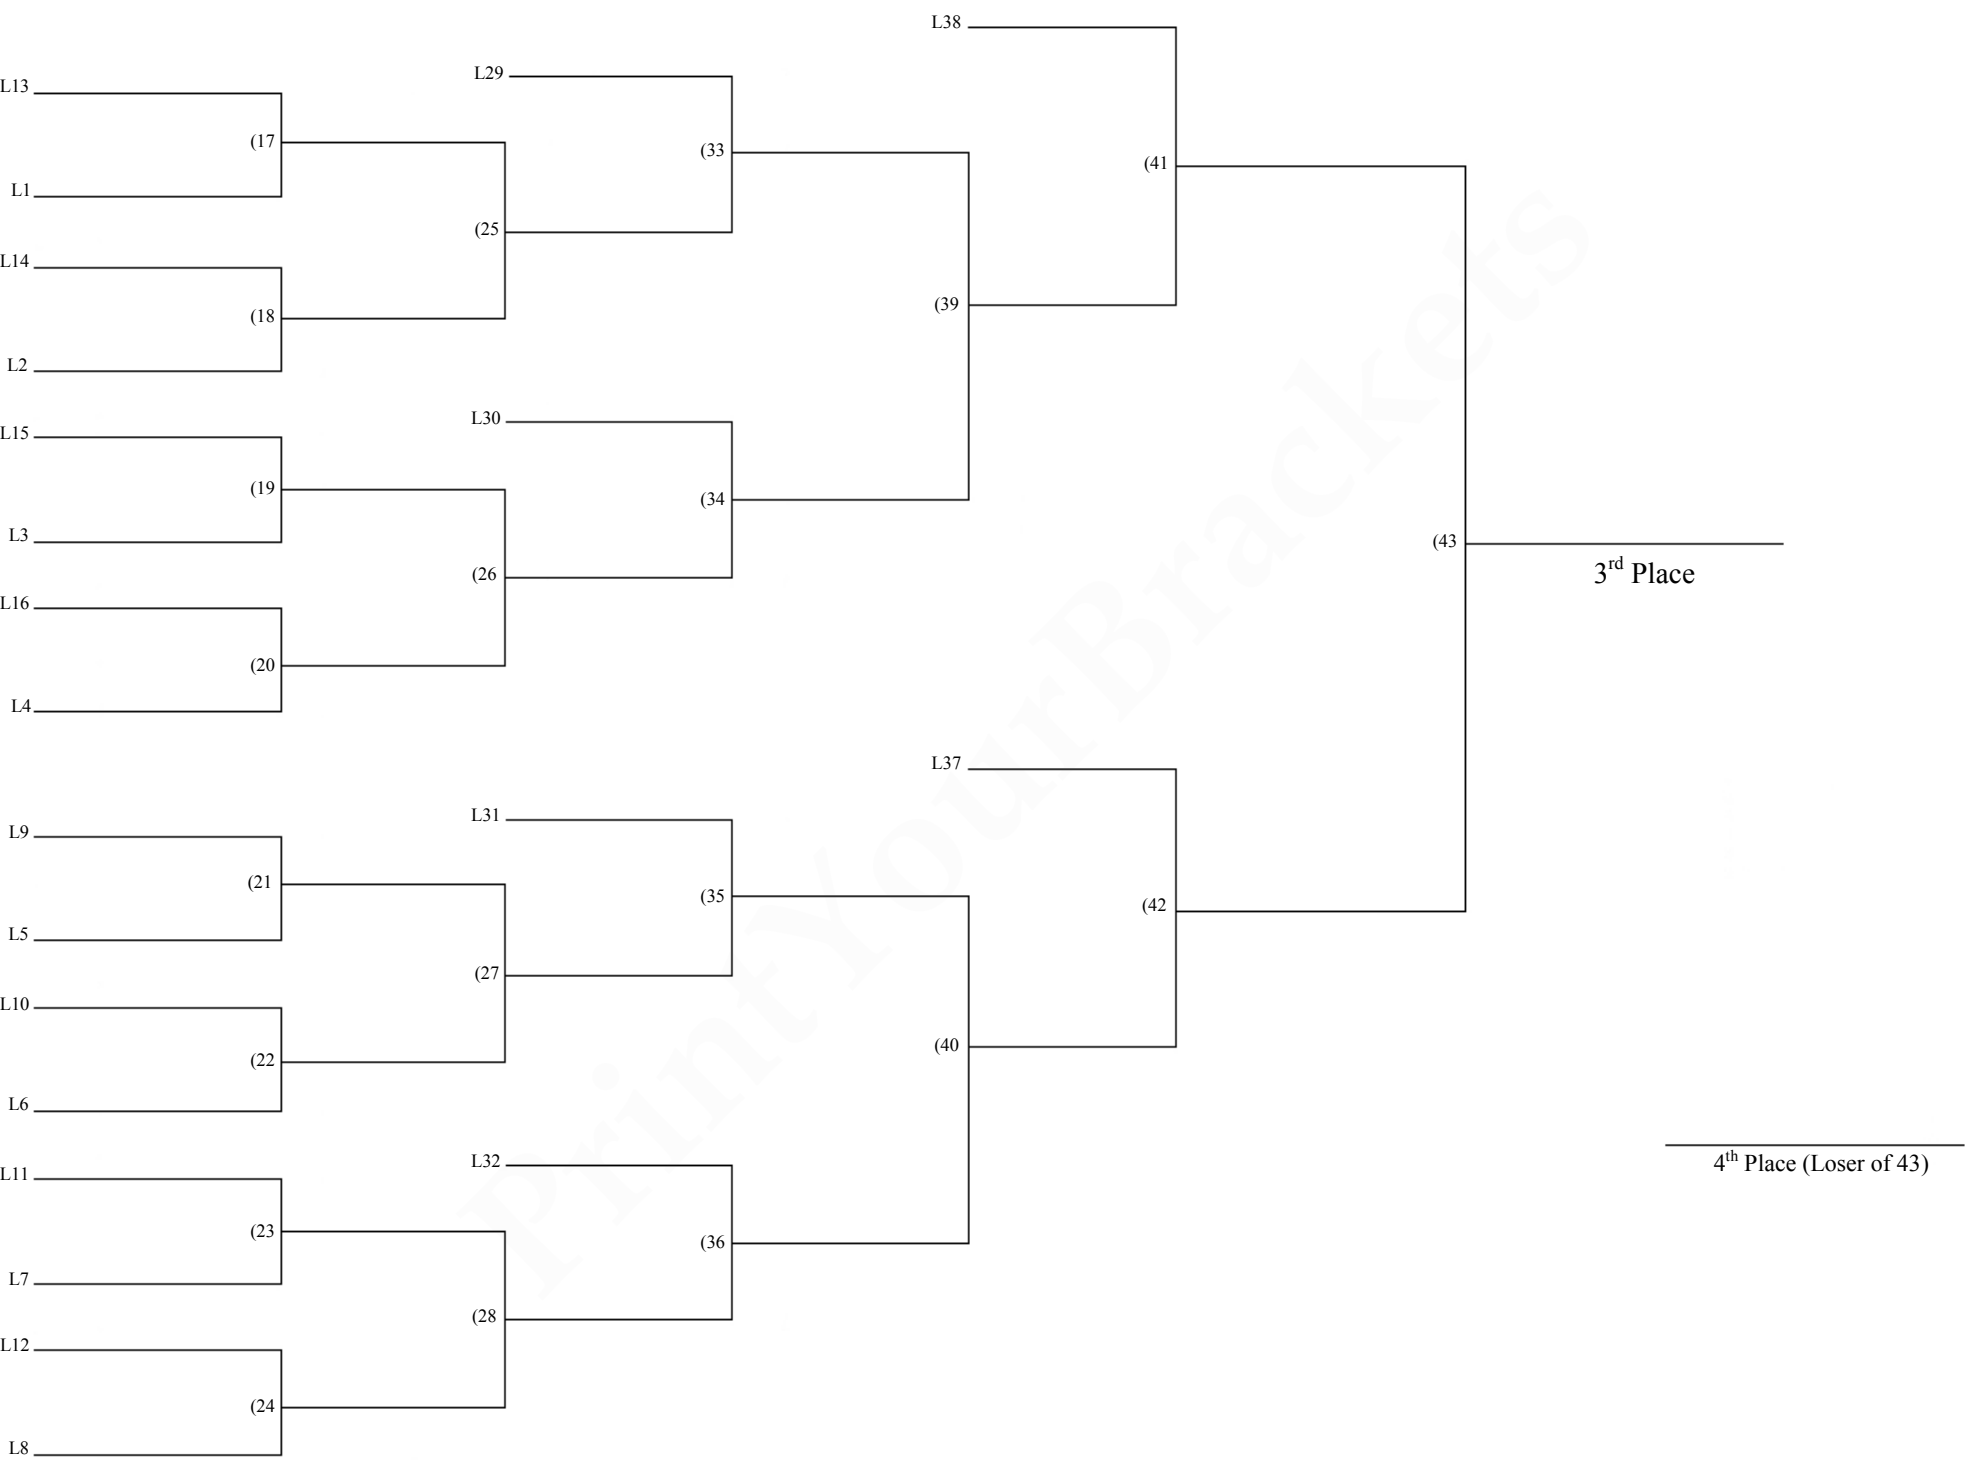 L38
L29
L13
(17
(33
(41
L1
(25
L14
(18
(39
L2
L30
L15
(19
(34
L3
(43
3rd Place
(26
L16
(20
L4
L37
L31
L9
(21
(35
(42
L5
(27
L10
(22
(40
L6
L32
4th Place (Loser of 43)
L11
(23
(36
L7
(28
L12
(24
L8
PrintYourBrackets